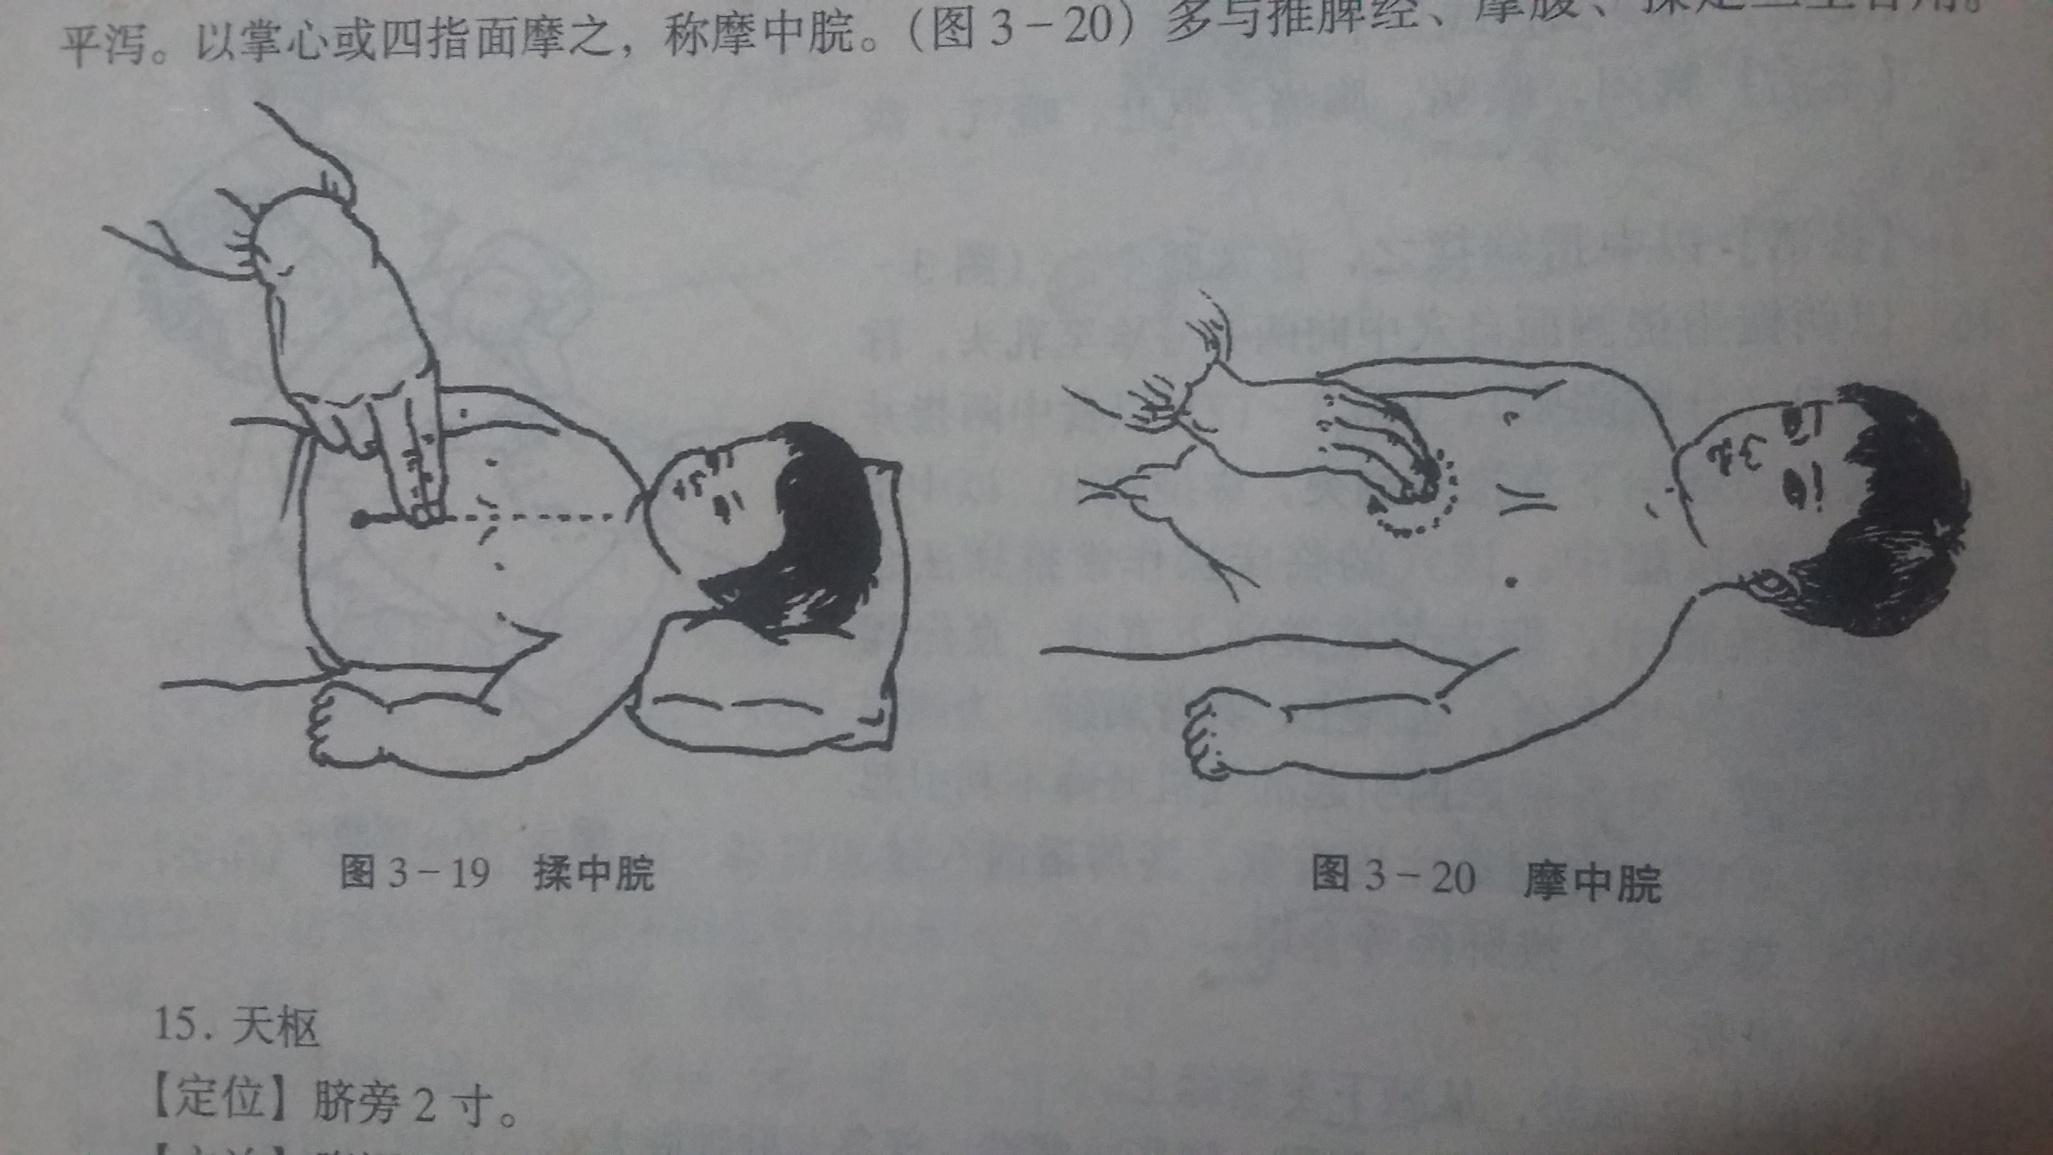 平泻。以掌心或四指面摩之，称摩中脘。（图 3－20）多与推脾经、摩腹、
图 3－19 揉中脘
图 3－20 摩中脘
15. 天枢
【定位】脐旁 2 寸。